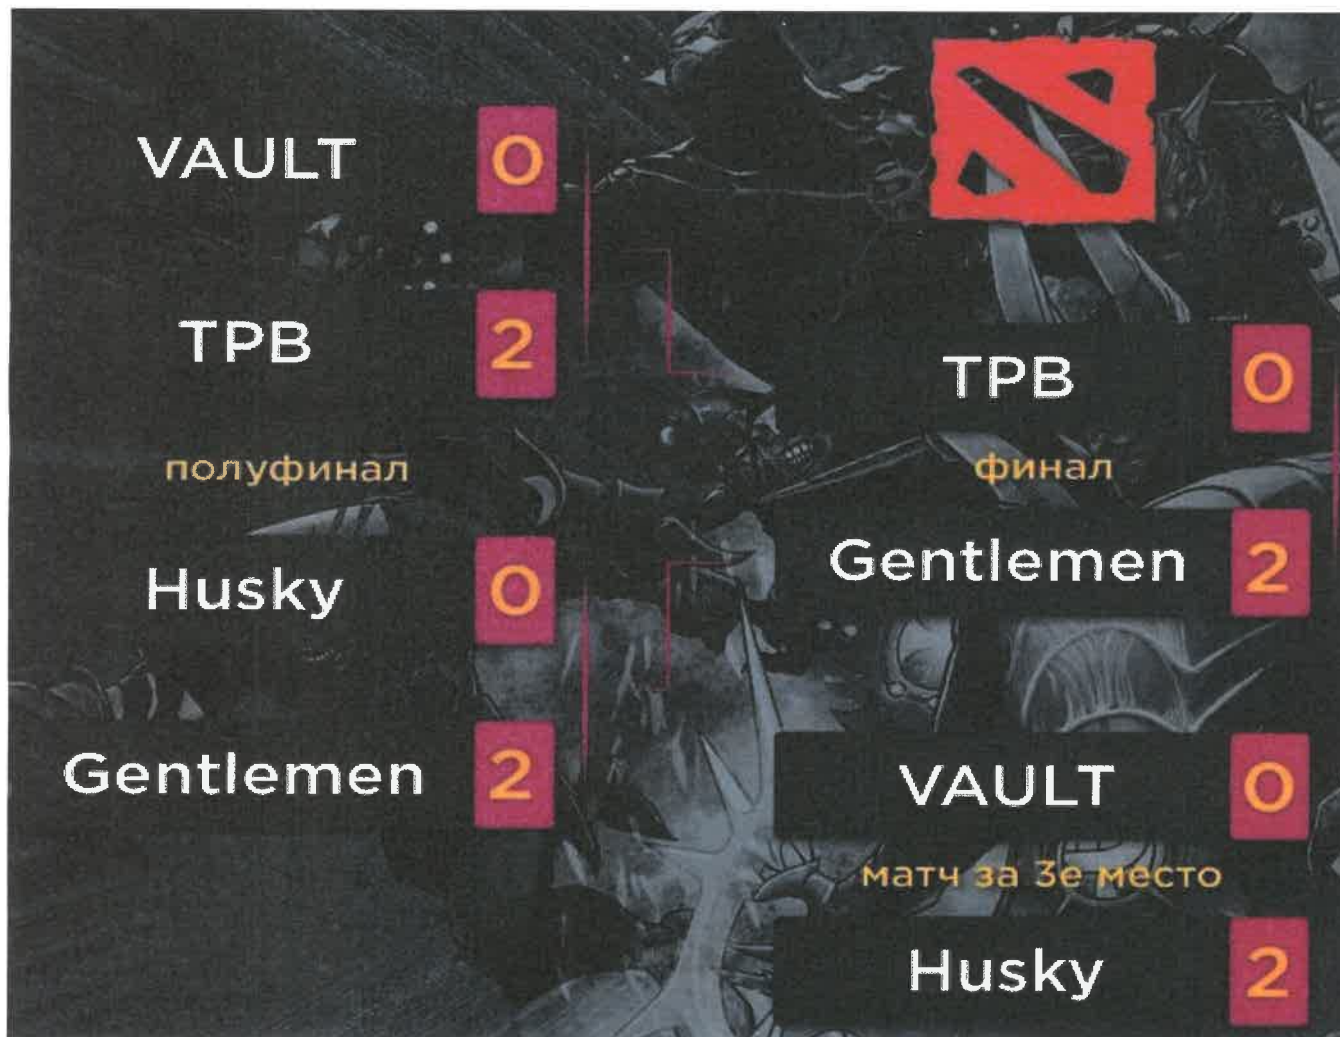 VAULT 0
TPB 2
полуфинал
Husky 0
Gentlemen 2
TPB 0
финал
Gentlemen 2
VAULT 0
матч за 3е место
Husky 2